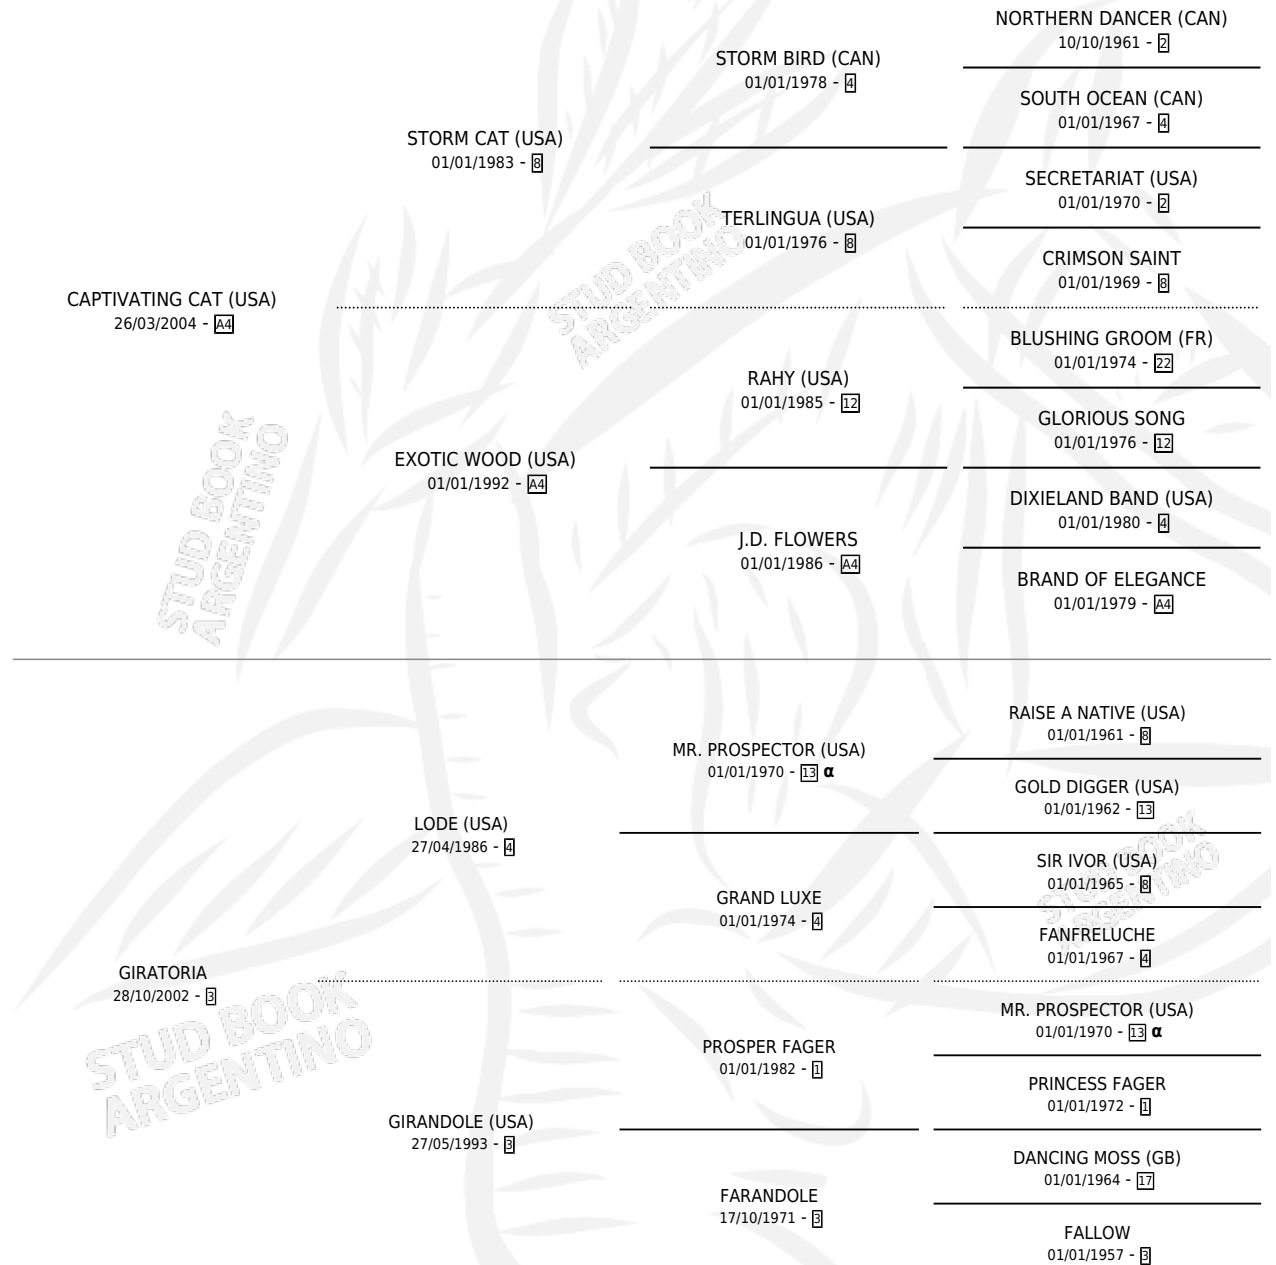 NORTHERN DANCER (CAN)
10/10/1961 - 2
STORM BIRD (CAN)
01/01/1978 - 4
SOUTH OCEAN (CAN)
01/01/1967 - 4
STORM CAT (USA)
01/01/1983 - 8
SECRETARIAT (USA)
01/01/1970 - 2
TERLINGUA (USA)
01/01/1976 - 8
CRIMSON SAINT
01/01/1969 - 8
CAPTIVATING CAT (USA)
26/03/2004 - A4
BLUSHING GROOM (FR)
01/01/1974 - 22
RAHY (USA)
01/01/1985 - 12
GLORIOUS SONG
01/01/1976 - 12
EXOTIC WOOD (USA)
01/01/1992 - A4
DIXIELAND BAND (USA)
01/01/1980 - 4
J.D. FLOWERS
01/01/1986 - A4
BRAND OF ELEGANCE
01/01/1979 - A4
RAISE A NATIVE (USA)
01/01/1961 - 8
MR. PROSPECTOR (USA)
01/01/1970 - 13 α
GOLD DIGGER (USA)
01/01/1962 - 13
LODE (USA)
27/04/1986 - 4
SIR IVOR (USA)
01/01/1965 - 8
GRAND LUXE
01/01/1974 - 4
FANFRELUCHE
01/01/1967 - 4
GIRATORIA
28/10/2002 - 3
MR. PROSPECTOR (USA)
01/01/1970 - 13 α
PROSPER FAGER
01/01/1982 - 1
PRINCESS FAGER
01/01/1972 - 1
GIRANDOLE (USA)
27/05/1993 - 3
DANCING MOSS (GB)
01/01/1964 - 17
FARANDOLE
17/10/1971 - 3
FALLOW
01/01/1957 - 3
STUD BOOK
ARGENTINO
STUD BOOK
ARGENTINO
STUD BOOK
ARGENTINO
STUD BOOK
ARGENTINO